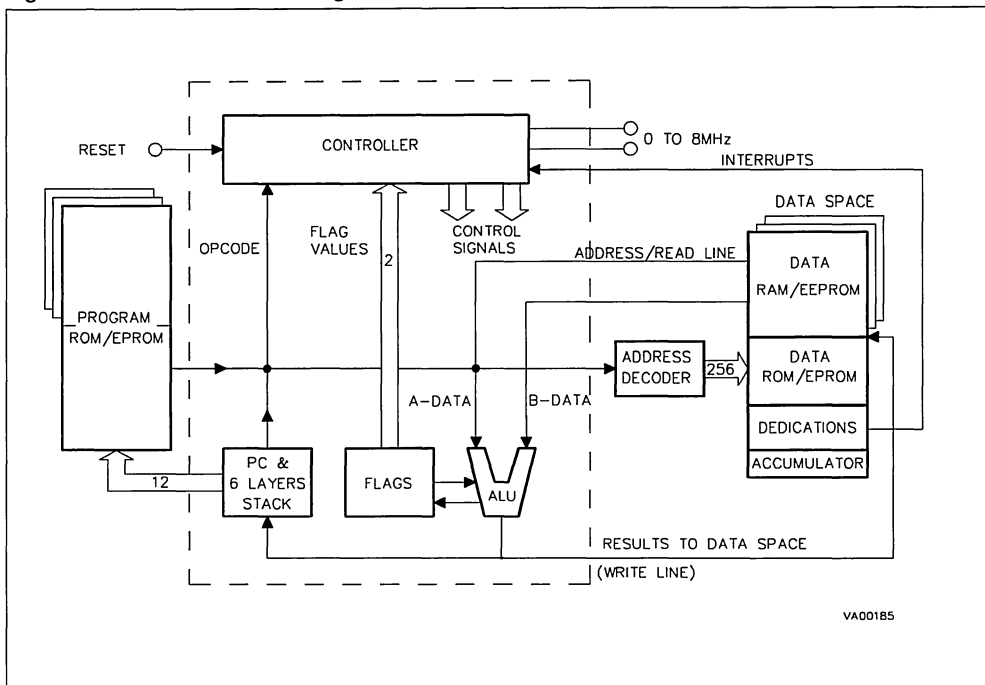 RESET
CONTROLLER
0 TO 8MHz
INTERRUPTS
OPCODE
FLAG
VALUES
2
CONTROL
SIGNALS
DATA SPACE
ADDRESS/READ LINE
DATA
RAM/EEPROM
PROGRAM
ROM/EPROM
ADDRESS
DECODER
256
DATA
ROM/EPROM
A-DATA
B-DATA
DEDICATIONS
ACCUMULATOR
12
PC &
6 LAYERS
STACK
FLAGS
ALU
RESULTS TO DATA SPACE
(WRITE LINE)
VA00185